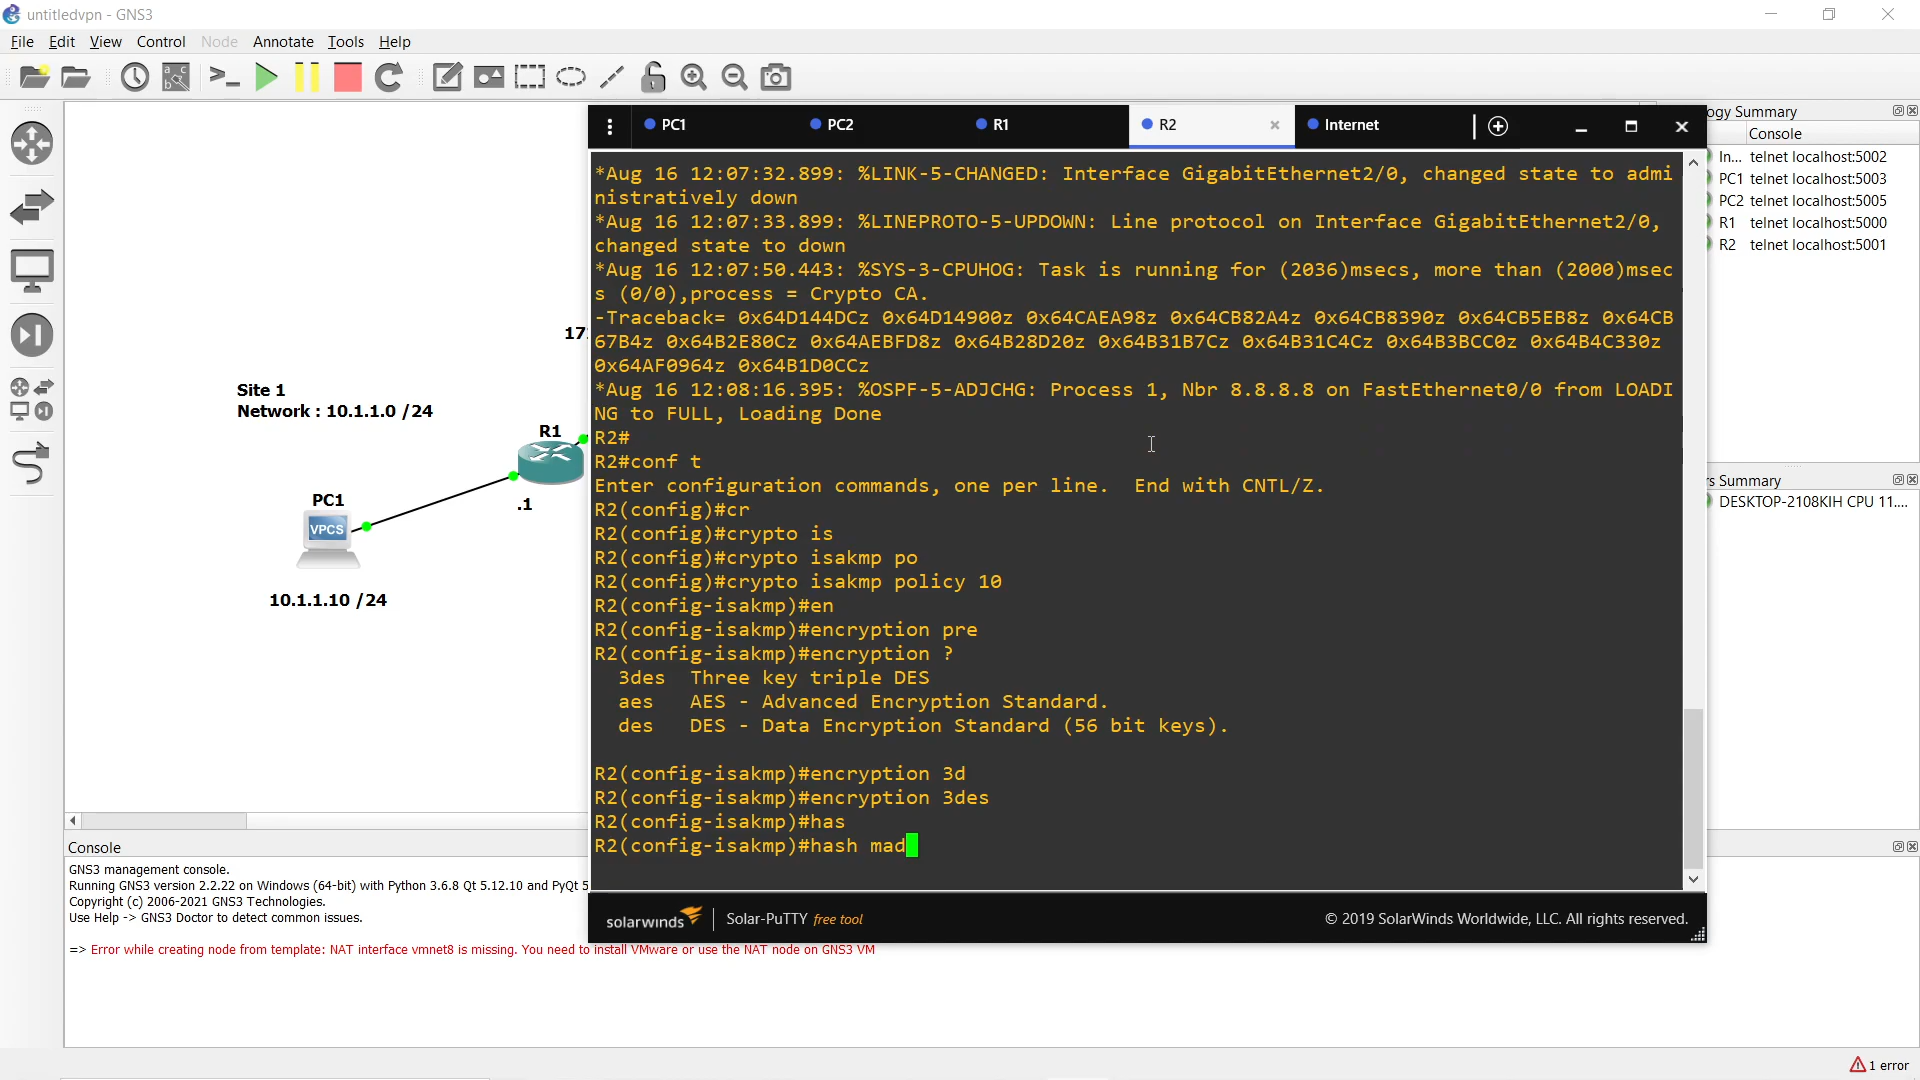 untitledvpn - GNS3
File Edit View Control Node Annotate Tools Help
PC1
PC2
R1
R2
×
Internet
*Aug 16 12:07:32.899: %LINK-5-CHANGED: Interface GigabitEthernet2/0, changed state to admi
nistratively down
*Aug 16 12:07:33.899: %LINEPROTO-5-UPDOWN: Line protocol on Interface GigabitEthernet2/0,
changed state to down
*Aug 16 12:07:50.443: %SYS-3-CPUHOG: Task is running for (2036)msecs, more than (2000)msec
s (0/0),process = Crypto CA.
-Traceback= 0x64D144DCz 0x64D14900z 0x64CAEA98z 0x64CB82A4z 0x64CB8390z 0x64CB5EB8z 0x64CB
67B4z 0x64B2E80Cz 0x64AEBFD8z 0x64B28D20z 0x64B31B7Cz 0x64B31C4Cz 0x64B3BCC0z 0x64B4C330z
0x64AF0964z 0x64B1D0CCz
*Aug 16 12:08:16.395: %OSPF-5-ADJCHG: Process 1, Nbr 8.8.8.8 on FastEthernet0/0 from LOADI
NG to FULL, Loading Done
R2#
R2#conf t
Enter configuration commands, one per line.  End with CNTL/Z.
R2(config)#cr
R2(config)#crypto is
R2(config)#crypto isakmp po
R2(config)#crypto isakmp policy 10
R2(config-isakmp)#en
R2(config-isakmp)#encryption pre
R2(config-isakmp)#encryption ?
3des  Three key triple DES
aes   AES - Advanced Encryption Standard.
des   DES - Data Encryption Standard (56 bit keys).
R2(config-isakmp)#encryption 3d
R2(config-isakmp)#encryption 3des
R2(config-isakmp)#has
R2(config-isakmp)#hash mad
solarwinds
Solar-PuTTY free tool
© 2019 SolarWinds Worldwide, LLC. All rights reserved.
17
Site 1
Network : 10.1.1.0 /24
R1
.1
PC1
VPCS
10.1.1.10 /24
ogy Summary
Console
In... telnet localhost:5002
PC1 telnet localhost:5003
PC2 telnet localhost:5005
R1 telnet localhost:5000
R2 telnet localhost:5001
s Summary
DESKTOP-2108KIH CPU 11....
Console
GNS3 management console.
Running GNS3 version 2.2.22 on Windows (64-bit) with Python 3.6.8 Qt 5.12.10 and PyQt 5
Copyright (c) 2006-2021 GNS3 Technologies.
Use Help -> GNS3 Doctor to detect common issues.
=> Error while creating node from template: NAT interface vmnet8 is missing. You need to install VMware or use the NAT node on GNS3 VM
1 error